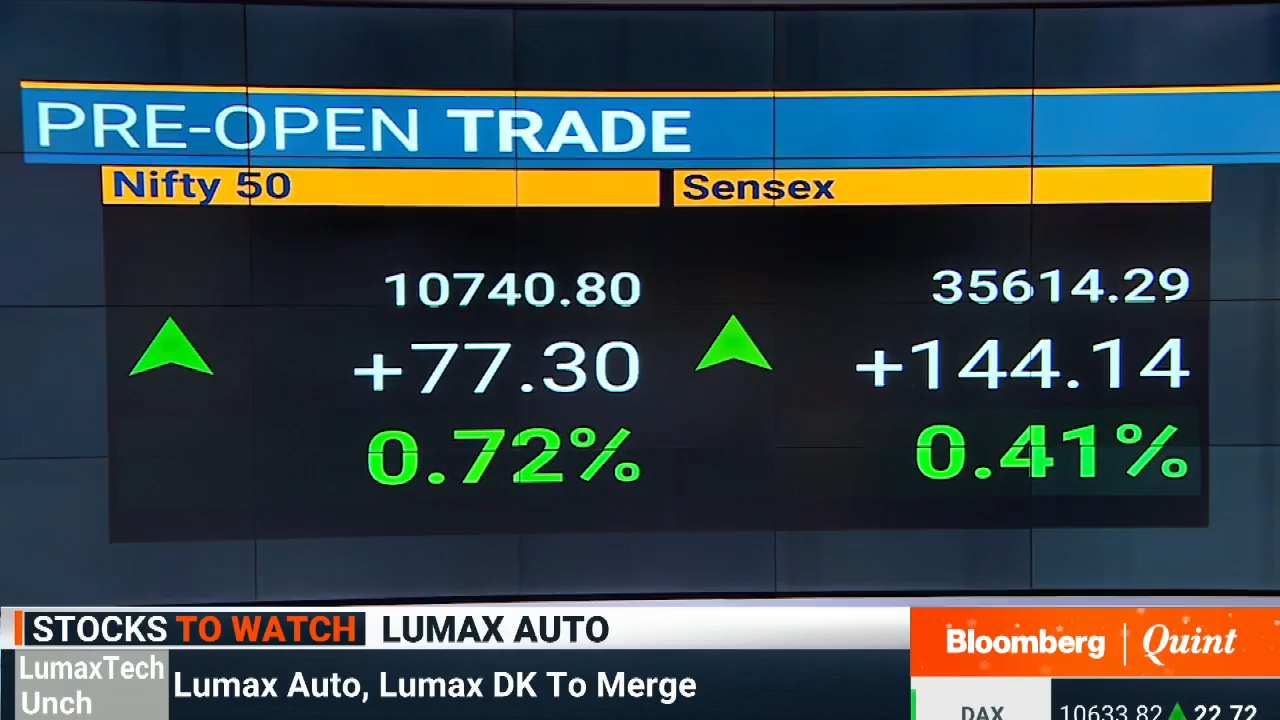 PRE-OPEN TRADE
Nifty 50
Sensex
10740.80
35614.29
+77.30
+144.14
0.72%
0.41%
STOCKS TO WATCH LUMAX AUTO
LumaxTech
Unch
Lumax Auto, Lumax DK To Merge
Bloomberg | Quint
DAX 10633.82 22.72